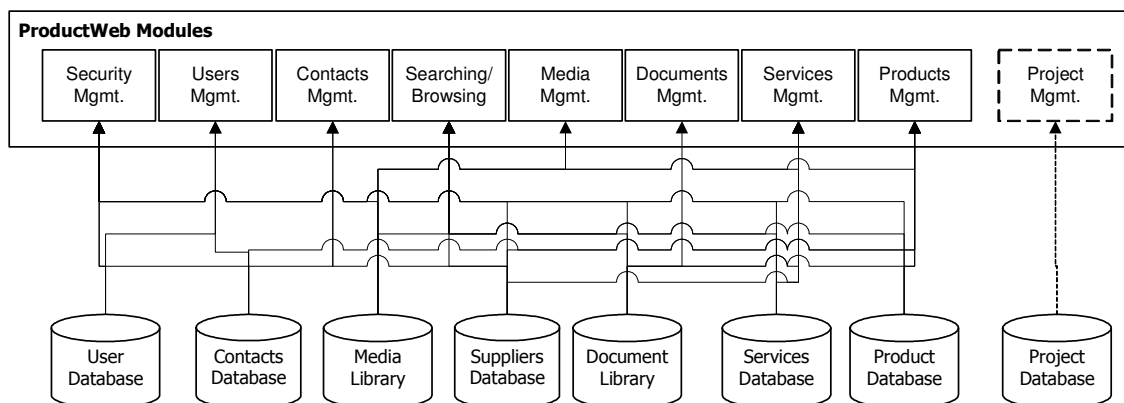 ProductWeb Modules
Security
Mgmt.
Users
Mgmt.
Contacts
Mgmt.
Searching/
Browsing
Media
Mgmt.
Documents
Mgmt.
Services
Mgmt.
Products
Mgmt.
Project
Mgmt.
User
Database
Contacts
Database
Media
Library
Suppliers
Database
Document
Library
Services
Database
Product
Database
Project
Database